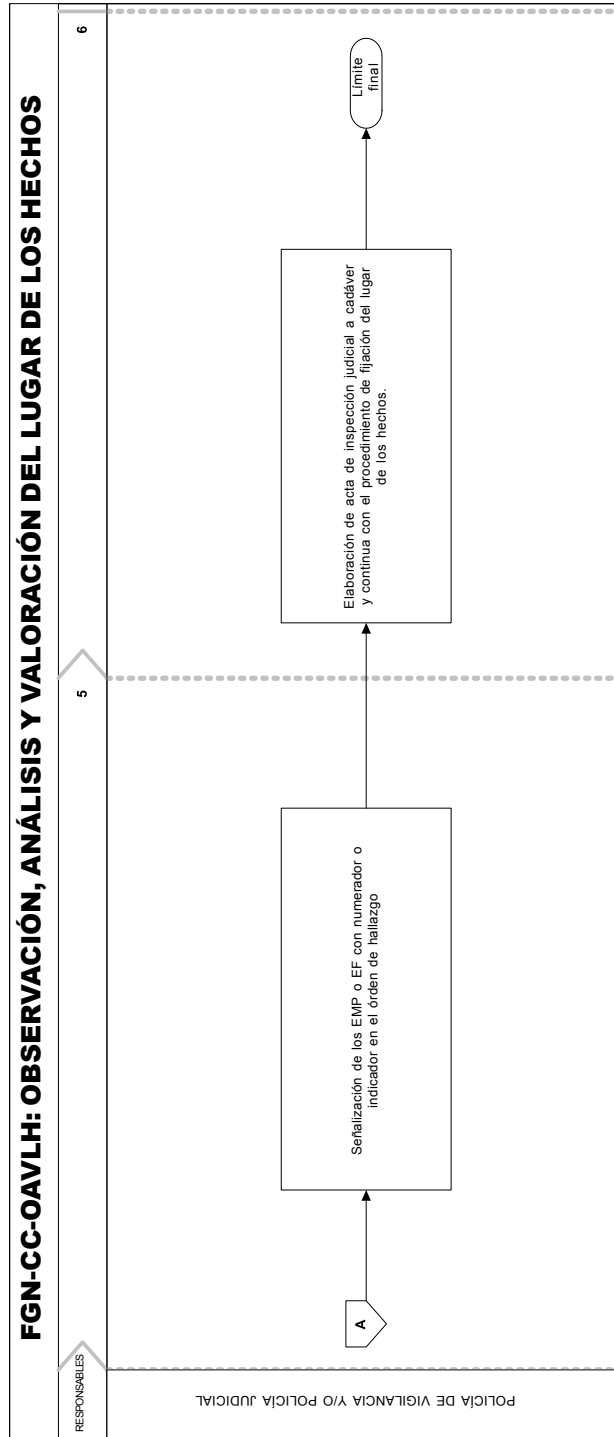 FGN-CC-OAVLH: OBSERVACIÓN, ANÁLISIS Y VALORACIÓN DEL LUGAR DE LOS HECHOS
RESPONSABLES
5
6
POLICÍA DE VIGILANCIA Y/O POLICÍA JUDICIAL
A
Señalización de los EMP o EF con numerador o
indicador en el órden de hallazgo
Elaboración de acta de inspección judicial a cadáver
y continua con el procedimiento de fijación del lugar
de los hechos.
Límite
final